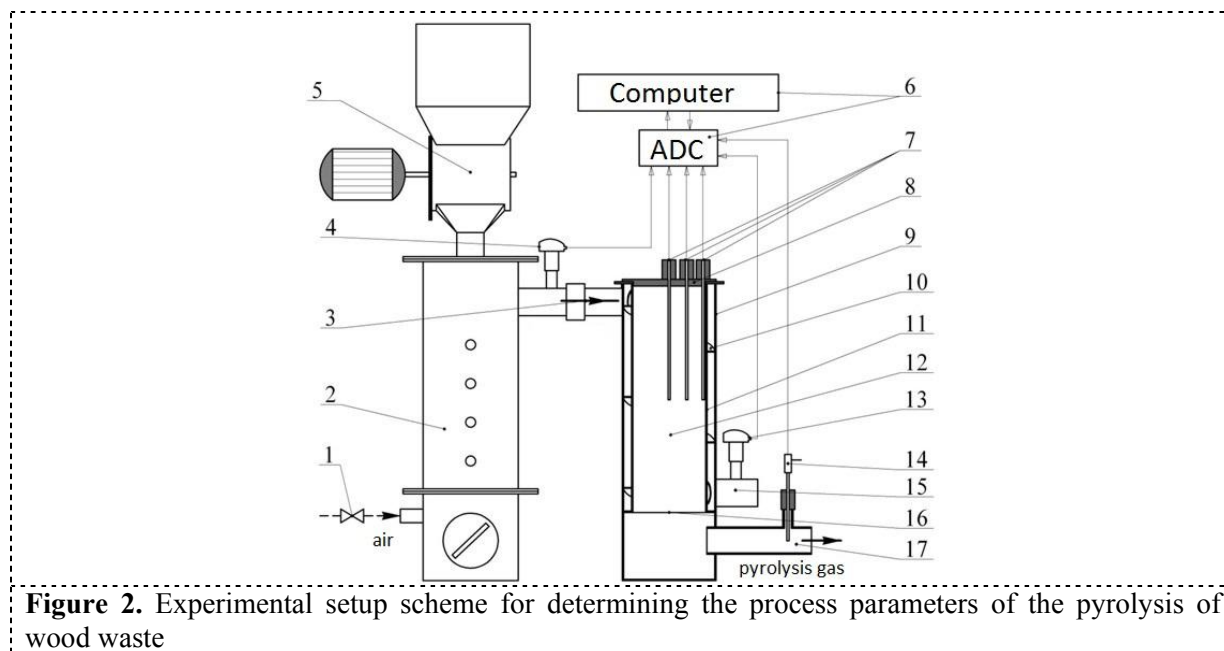 Computer
ADC
5
6
7
8
4
9
10
3
11
12
2
13
1
14
15
16
air
17
pyrolysis gas
Figure 2. Experimental setup scheme for determining the process parameters of the pyrolysis of
wood waste